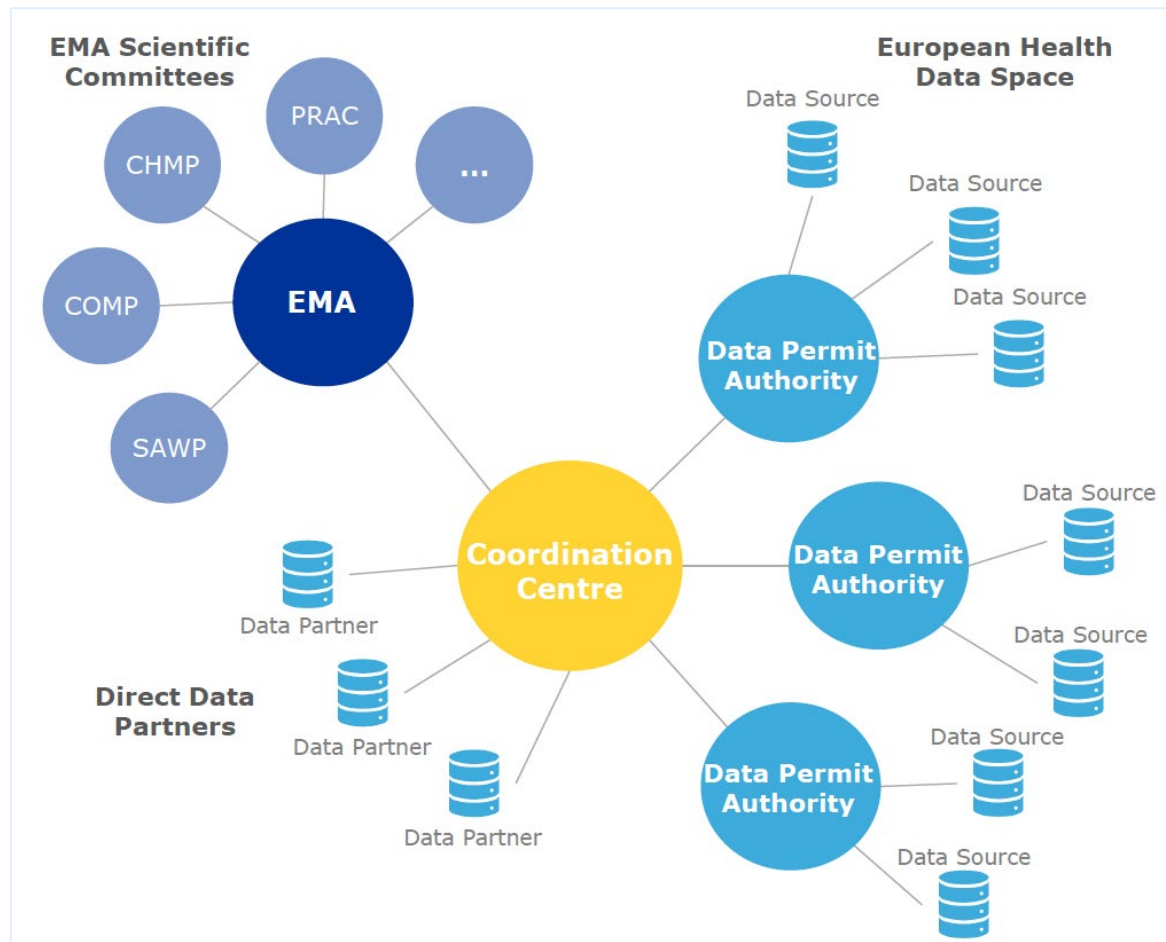 EMA Scientific
Committees
PRAC
CHMP
...
COMP
EMA
SAWP
European Health
Data Space
Data Source
Data Source
Data Source
Data Permit
Authority
Coordination
Centre
Data Permit
Authority
Data Source
Data Source
Data Permit
Authority
Data Source
Data Source
Data Partner
Direct Data
Partners
Data Partner
Data Partner